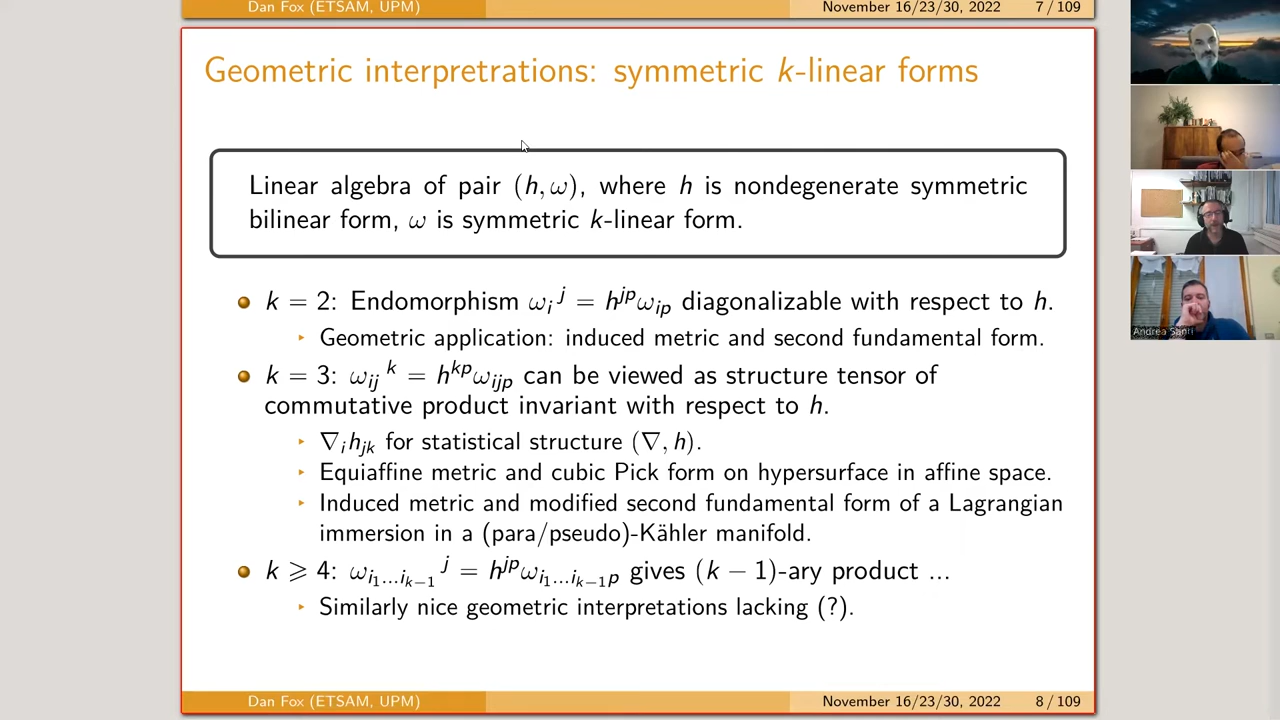 Dan Fox (ETSAM, UPM) November 16/23/30, 2022 7 / 109
Geometric interpretrations: symmetric k-linear forms
Linear algebra of pair (h, ω), where h is nondegenerate symmetric
bilinear form, ω is symmetric k-linear form.
k = 2: Endomorphism ω_i^j = h^{jp}ω_{ip} diagonalizable with respect to h.
Geometric application: induced metric and second fundamental form.
k = 3: ω_{ij}^k = h^{kp}ω_{ijp} can be viewed as structure tensor of
commutative product invariant with respect to h.
∇_i h_{jk} for statistical structure (∇, h).
Equiaffine metric and cubic Pick form on hypersurface in affine space.
Induced metric and modified second fundamental form of a Lagrangian
immersion in a (para/pseudo)-Kähler manifold.
k ⩾ 4: ω_{i_1...i_{k−1}}^j = h^{jp}ω_{i_1...i_{k−1}p} gives (k − 1)-ary product ...
Similarly nice geometric interpretations lacking (?).
Dan Fox (ETSAM, UPM) November 16/23/30, 2022 8 / 109
Andrea Santi